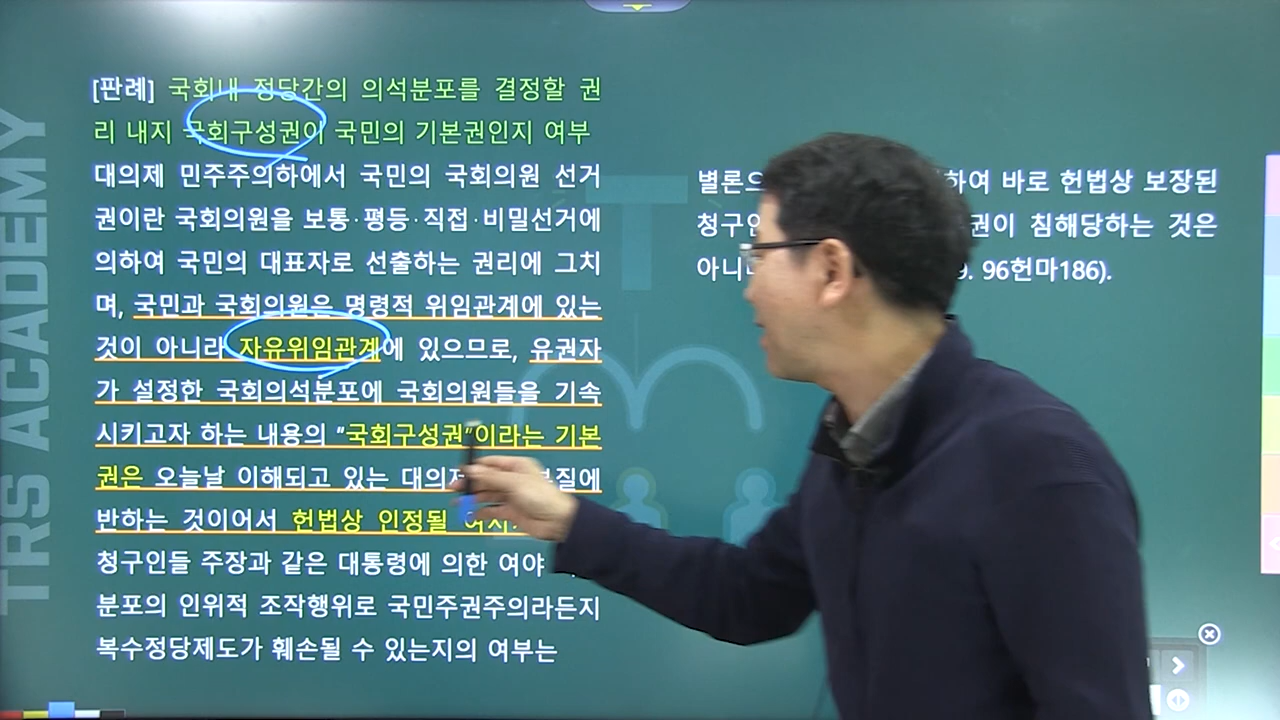 [판례] 국회내 정당간의 의석분포를 결정할 권
리 내지 국회구성권이 국민의 기본권인지 여부
대의제 민주주의하에서 국민의 국회의원 선거
권이란 국회의원을 보통·평등·직접·비밀선거에
의하여 국민의 대표자로 선출하는 권리에 그치
며, 국민과 국회의원은 명령적 위임관계에 있는
것이 아니라 자유위임관계에 있으므로, 유권자
가 설정한 국회의석분포에 국회의원들을 기속
시키고자 하는 내용의 "국회구성권"이라는 기본
권은 오늘날 이해되고 있는 대의제
반하는 것이어서 헌법상 인정될
청구인들 주장과 같은 대통령에 의한 여야
분포의 인위적 조작행위로 국민주권주의라든지
복수정당제도가 훼손될 수 있는지의 여부는
하여 바로 헌법상 보장된
침해당하는 것은
96헌마186).
TRS ACADEMY